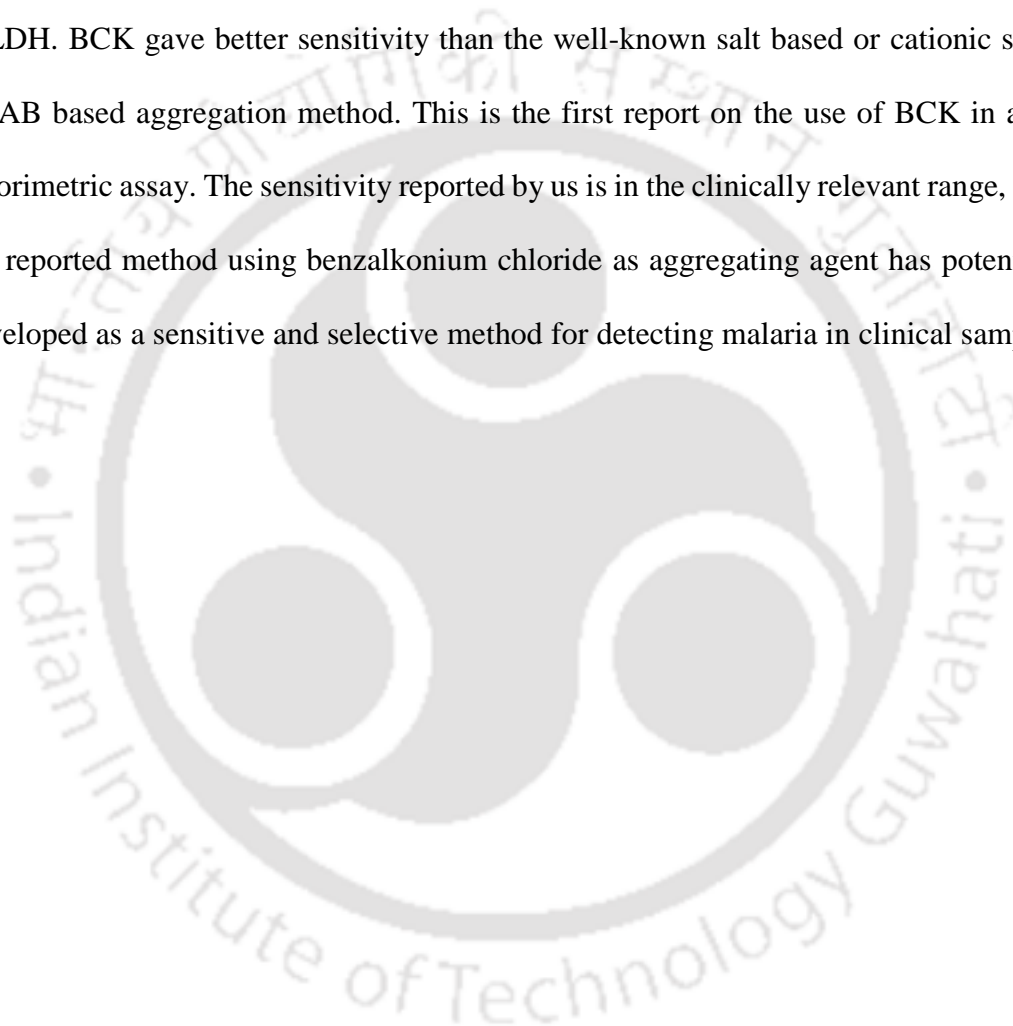 LDH. BCK gave better sensitivity than the well-known salt based or cationic s
AB based aggregation method. This is the first report on the use of BCK in a
orimetric assay. The sensitivity reported by us is in the clinically relevant range,
reported method using benzalkonium chloride as aggregating agent has poten
veloped as a sensitive and selective method for detecting malaria in clinical sam
• Indian Institute of Technology Guwahati •